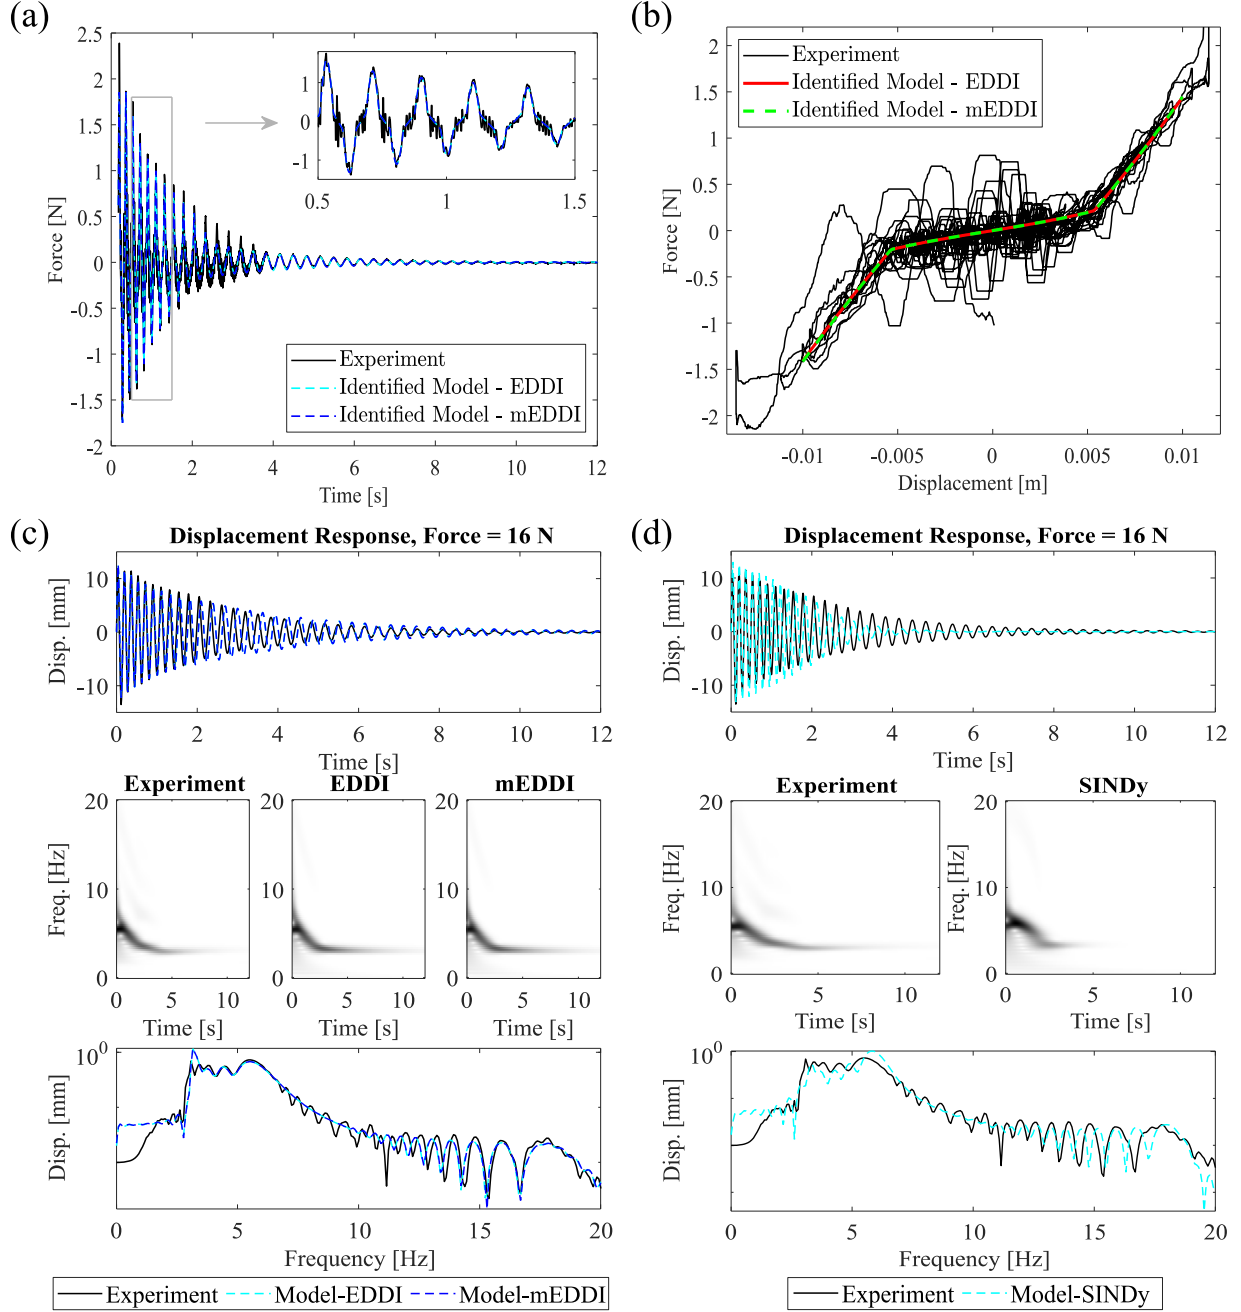 (a)
2.5
2
1.5
1
0.5
0
-0.5
-1
-1.5
-2
Force [N]
0 2 4 6 8 10 12
Time [s]
1
0
-1
0.5 1 1.5
Experiment
Identified Model - EDDI
Identified Model - mEDDI
(b)
2
1.5
1
0.5
0
-0.5
-1
-1.5
-2
Force [N]
-0.01 -0.005 0 0.005 0.01
Displacement [m]
Experiment
Identified Model - EDDI
Identified Model - mEDDI
(c)
Displacement Response, Force = 16 N
10
0
-10
Disp. [mm]
0 2 4 6 8 10 12
Time [s]
Experiment EDDI mEDDI
20 20 20
10 10 10
0 0 0
Freq. [Hz]
0 5 10 0 5 10 0 5 10
Time [s] Time [s] Time [s]
10⁰
Disp. [mm]
0 5 10 15 20
Frequency [Hz]
Experiment Model-EDDI Model-mEDDI
(d)
Displacement Response, Force = 16 N
10
0
-10
Disp. [mm]
0 2 4 6 8 10 12
Time [s]
Experiment SINDy
20 20
10 10
0 0
Freq. [Hz] Freq. [Hz]
0 5 10 0 5 10
Time [s] Time [s]
10⁰
Disp. [mm]
0 5 10 15 20
Frequency [Hz]
Experiment Model-SINDy